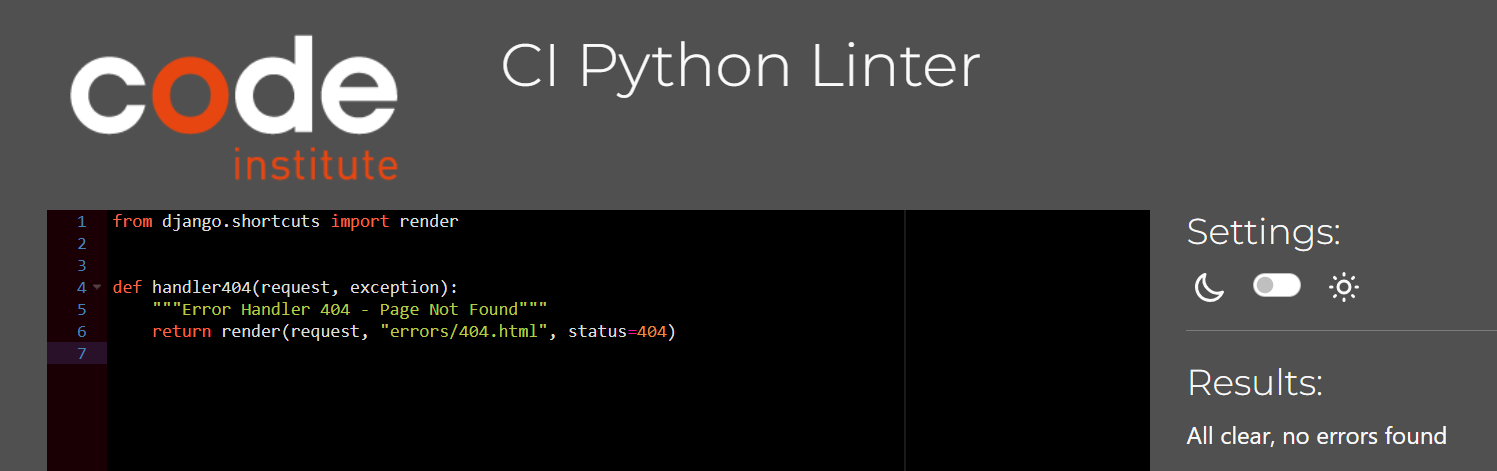 code
institute
CI Python Linter
1 from django.shortcuts import render
2
3
4 def handler404(request, exception):
5     """Error Handler 404 - Page Not Found"""
6     return render(request, "errors/404.html", status=404)
7
Settings:
Results:
All clear, no errors found